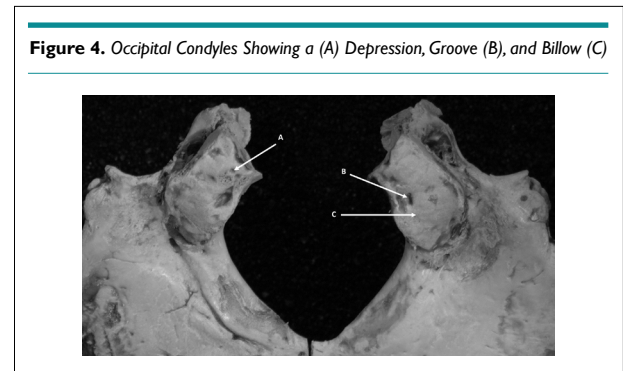 Figure 4. Occipital Condyles Showing a (A) Depression, Groove (B), and Billow (C)
A
B
C